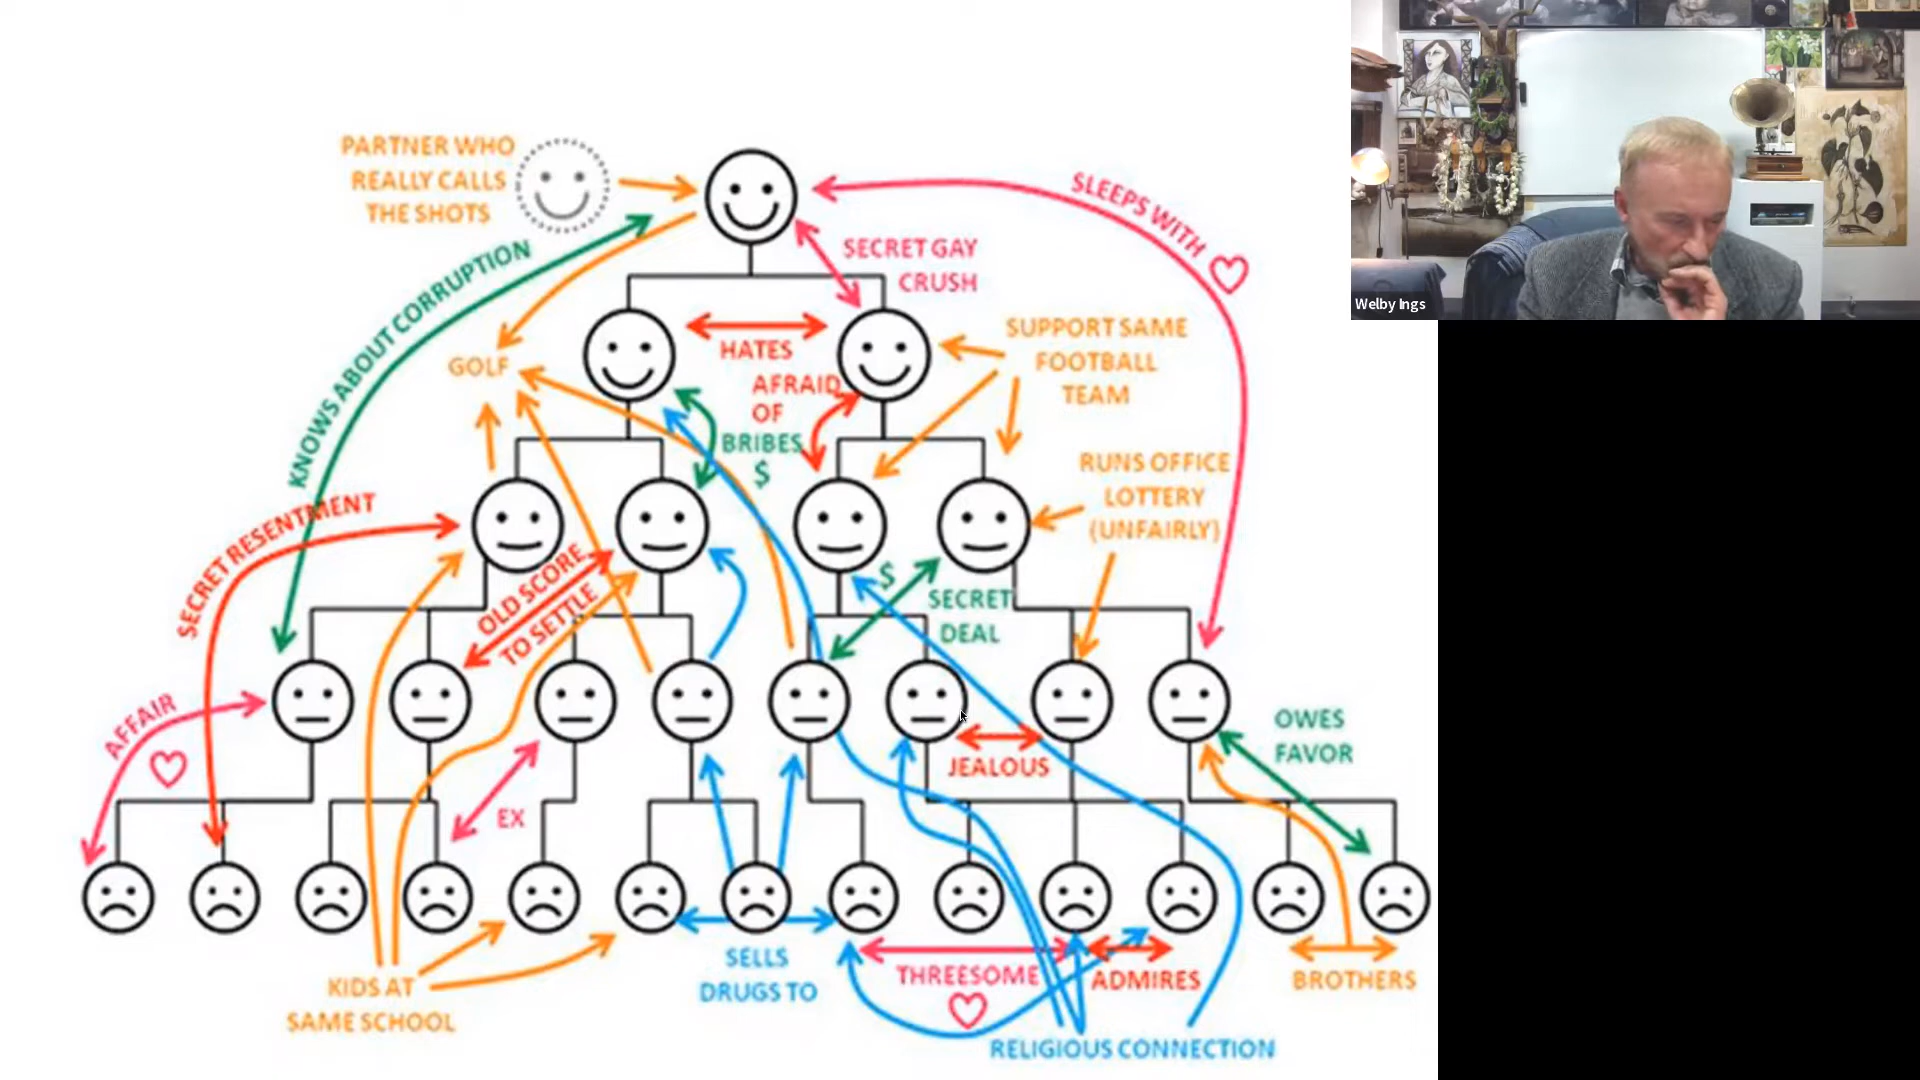 PARTNER WHO
REALLY CALLS
THE SHOTS
SLEEPS WITH
SECRET GAY
CRUSH
KNOWS ABOUT CORRUPTION
GOLF
HATES
SUPPORT SAME
FOOTBALL
TEAM
AFRAID
OF
BRIBES
$
RUNS OFFICE
LOTTERY
(UNFAIRLY)
SECRET RESENTMENT
OLD SCORE
TO SETTLE
$
SECRET
DEAL
AFFAIR
OWES
FAVOR
JEALOUS
EX
SELLS
DRUGS TO
THREESOME
ADMIRES
BROTHERS
KIDS AT
SAME SCHOOL
RELIGIOUS CONNECTION
Welby Ings